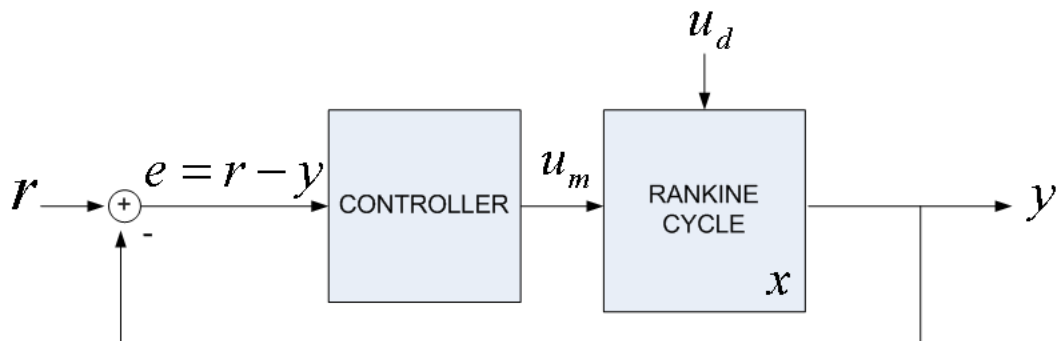 u_d
r
+
-
e = r - y
CONTROLLER
u_m
RANKINE
CYCLE
x
y